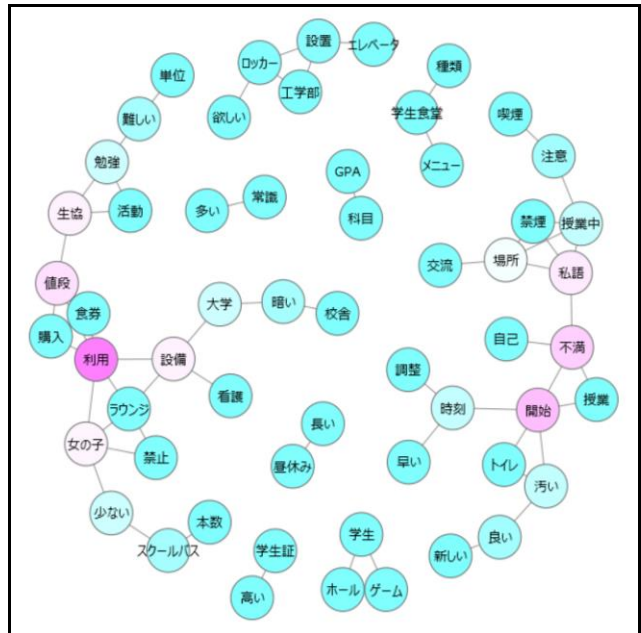 設置
エレベータ
ロッカー
種類
単位
工学部
学生食堂
喫煙
難しい
欲しい
注意
勉強
メニュー
GPA
常識
生協
活動
多い
科目
禁煙
授業中
場所
私語
交流
値段
食券
大学
暗い
校舎
購入
自己
不満
利用
設備
調整
看護
授業
ラウンジ
時刻
開始
長い
女の子
禁止
昼休み
早い
トイレ
汚い
少ない
本数
学生
良い
スクールバス
学生証
新しい
高い
ホール
ゲーム